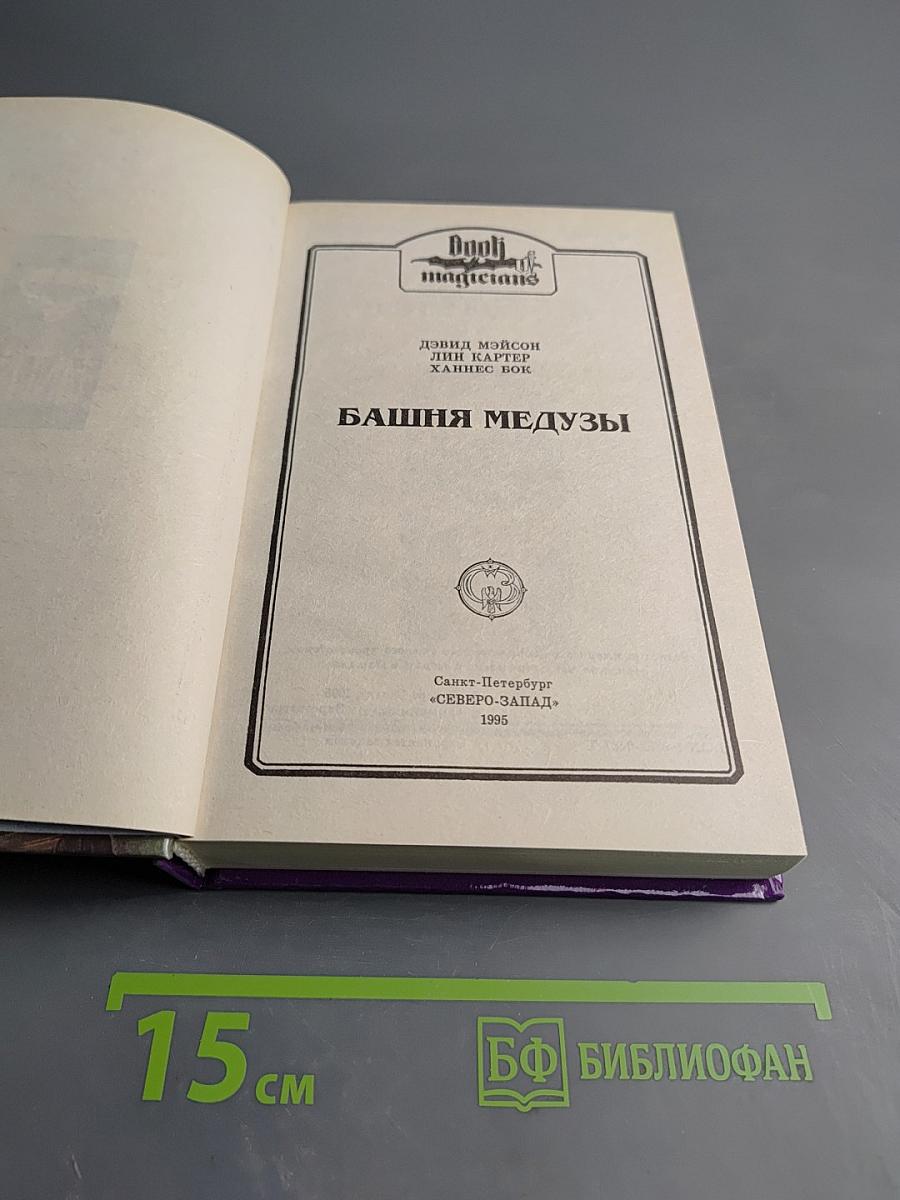 Book
of
magicians
ДЭВИД МЭЙСОН
ЛИН КАРТЕР
ХАННЕС БОК
БАШНЯ МЕДУЗЫ
Санкт-Петербург
«СЕВЕРО-ЗАПАД»
1995
15 см
БФ БИБЛИОФАН